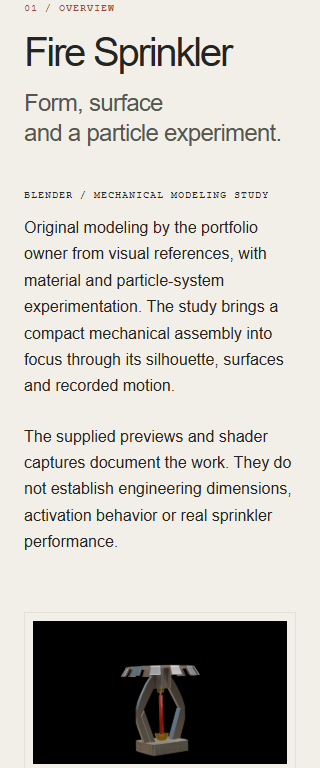 01 / OVERVIEW
Fire Sprinkler
Form, surface
and a particle experiment.
BLENDER / MECHANICAL MODELING STUDY
Original modeling by the portfolio
owner from visual references, with
material and particle-system
experimentation. The study brings a
compact mechanical assembly into
focus through its silhouette, surfaces
and recorded motion.
The supplied previews and shader
captures document the work. They do
not establish engineering dimensions,
activation behavior or real sprinkler
performance.